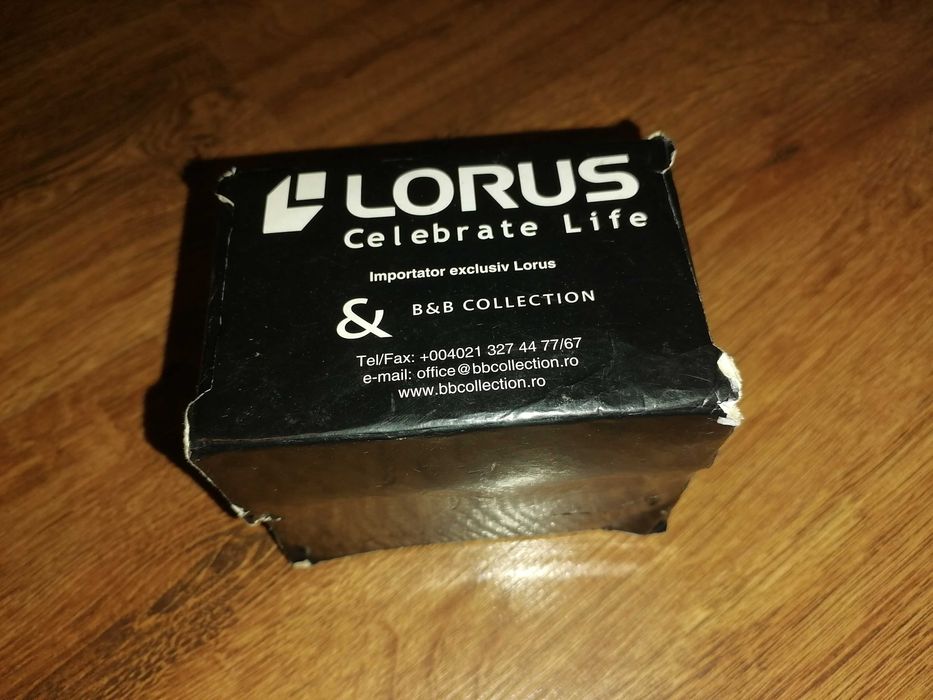 LORUS
Celebrate Life
Importator exclusiv Lorus
& B&B COLLECTION
Tel/Fax: +004021 327 44 77/67
e-mail: office@bbcollection.ro
www.bbcollection.ro